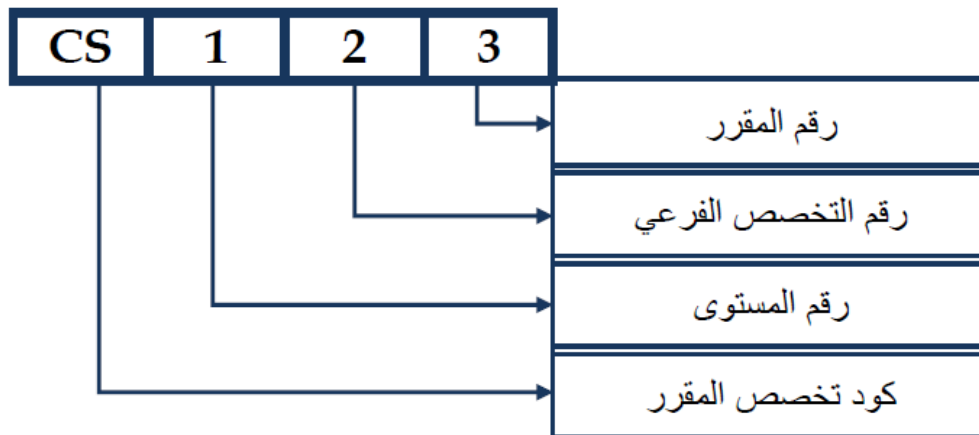 CS 1 2 3
رقم المقرر
رقم التخصص الفرعي
رقم المستوى
كود تخصص المقرر